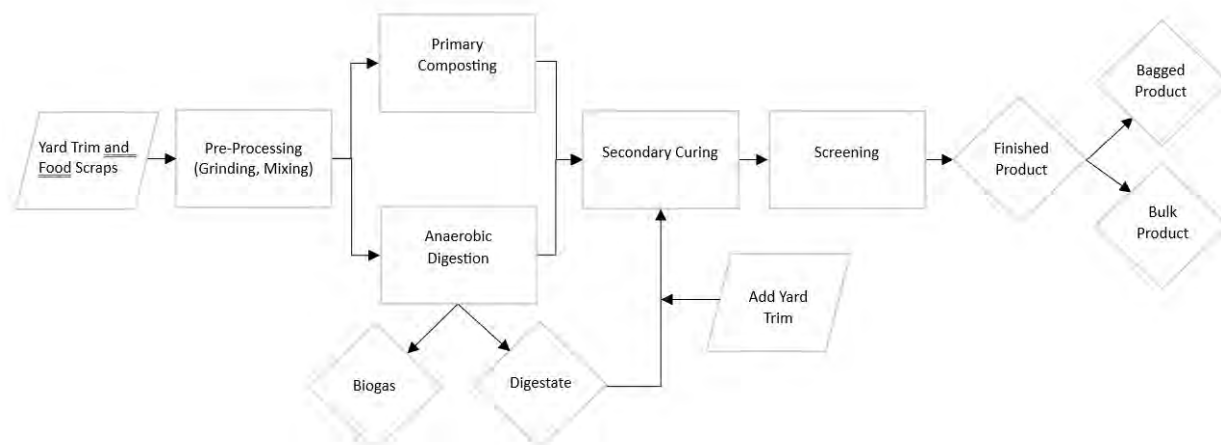 Primary
Composting
Yard Trim and
Food Scraps
Pre-Processing
(Grinding, Mixing)
Anaerobic
Digestion
Biogas
Digestate
Secondary Curing
Add Yard
Trim
Screening
Finished
Product
Bagged
Product
Bulk
Product